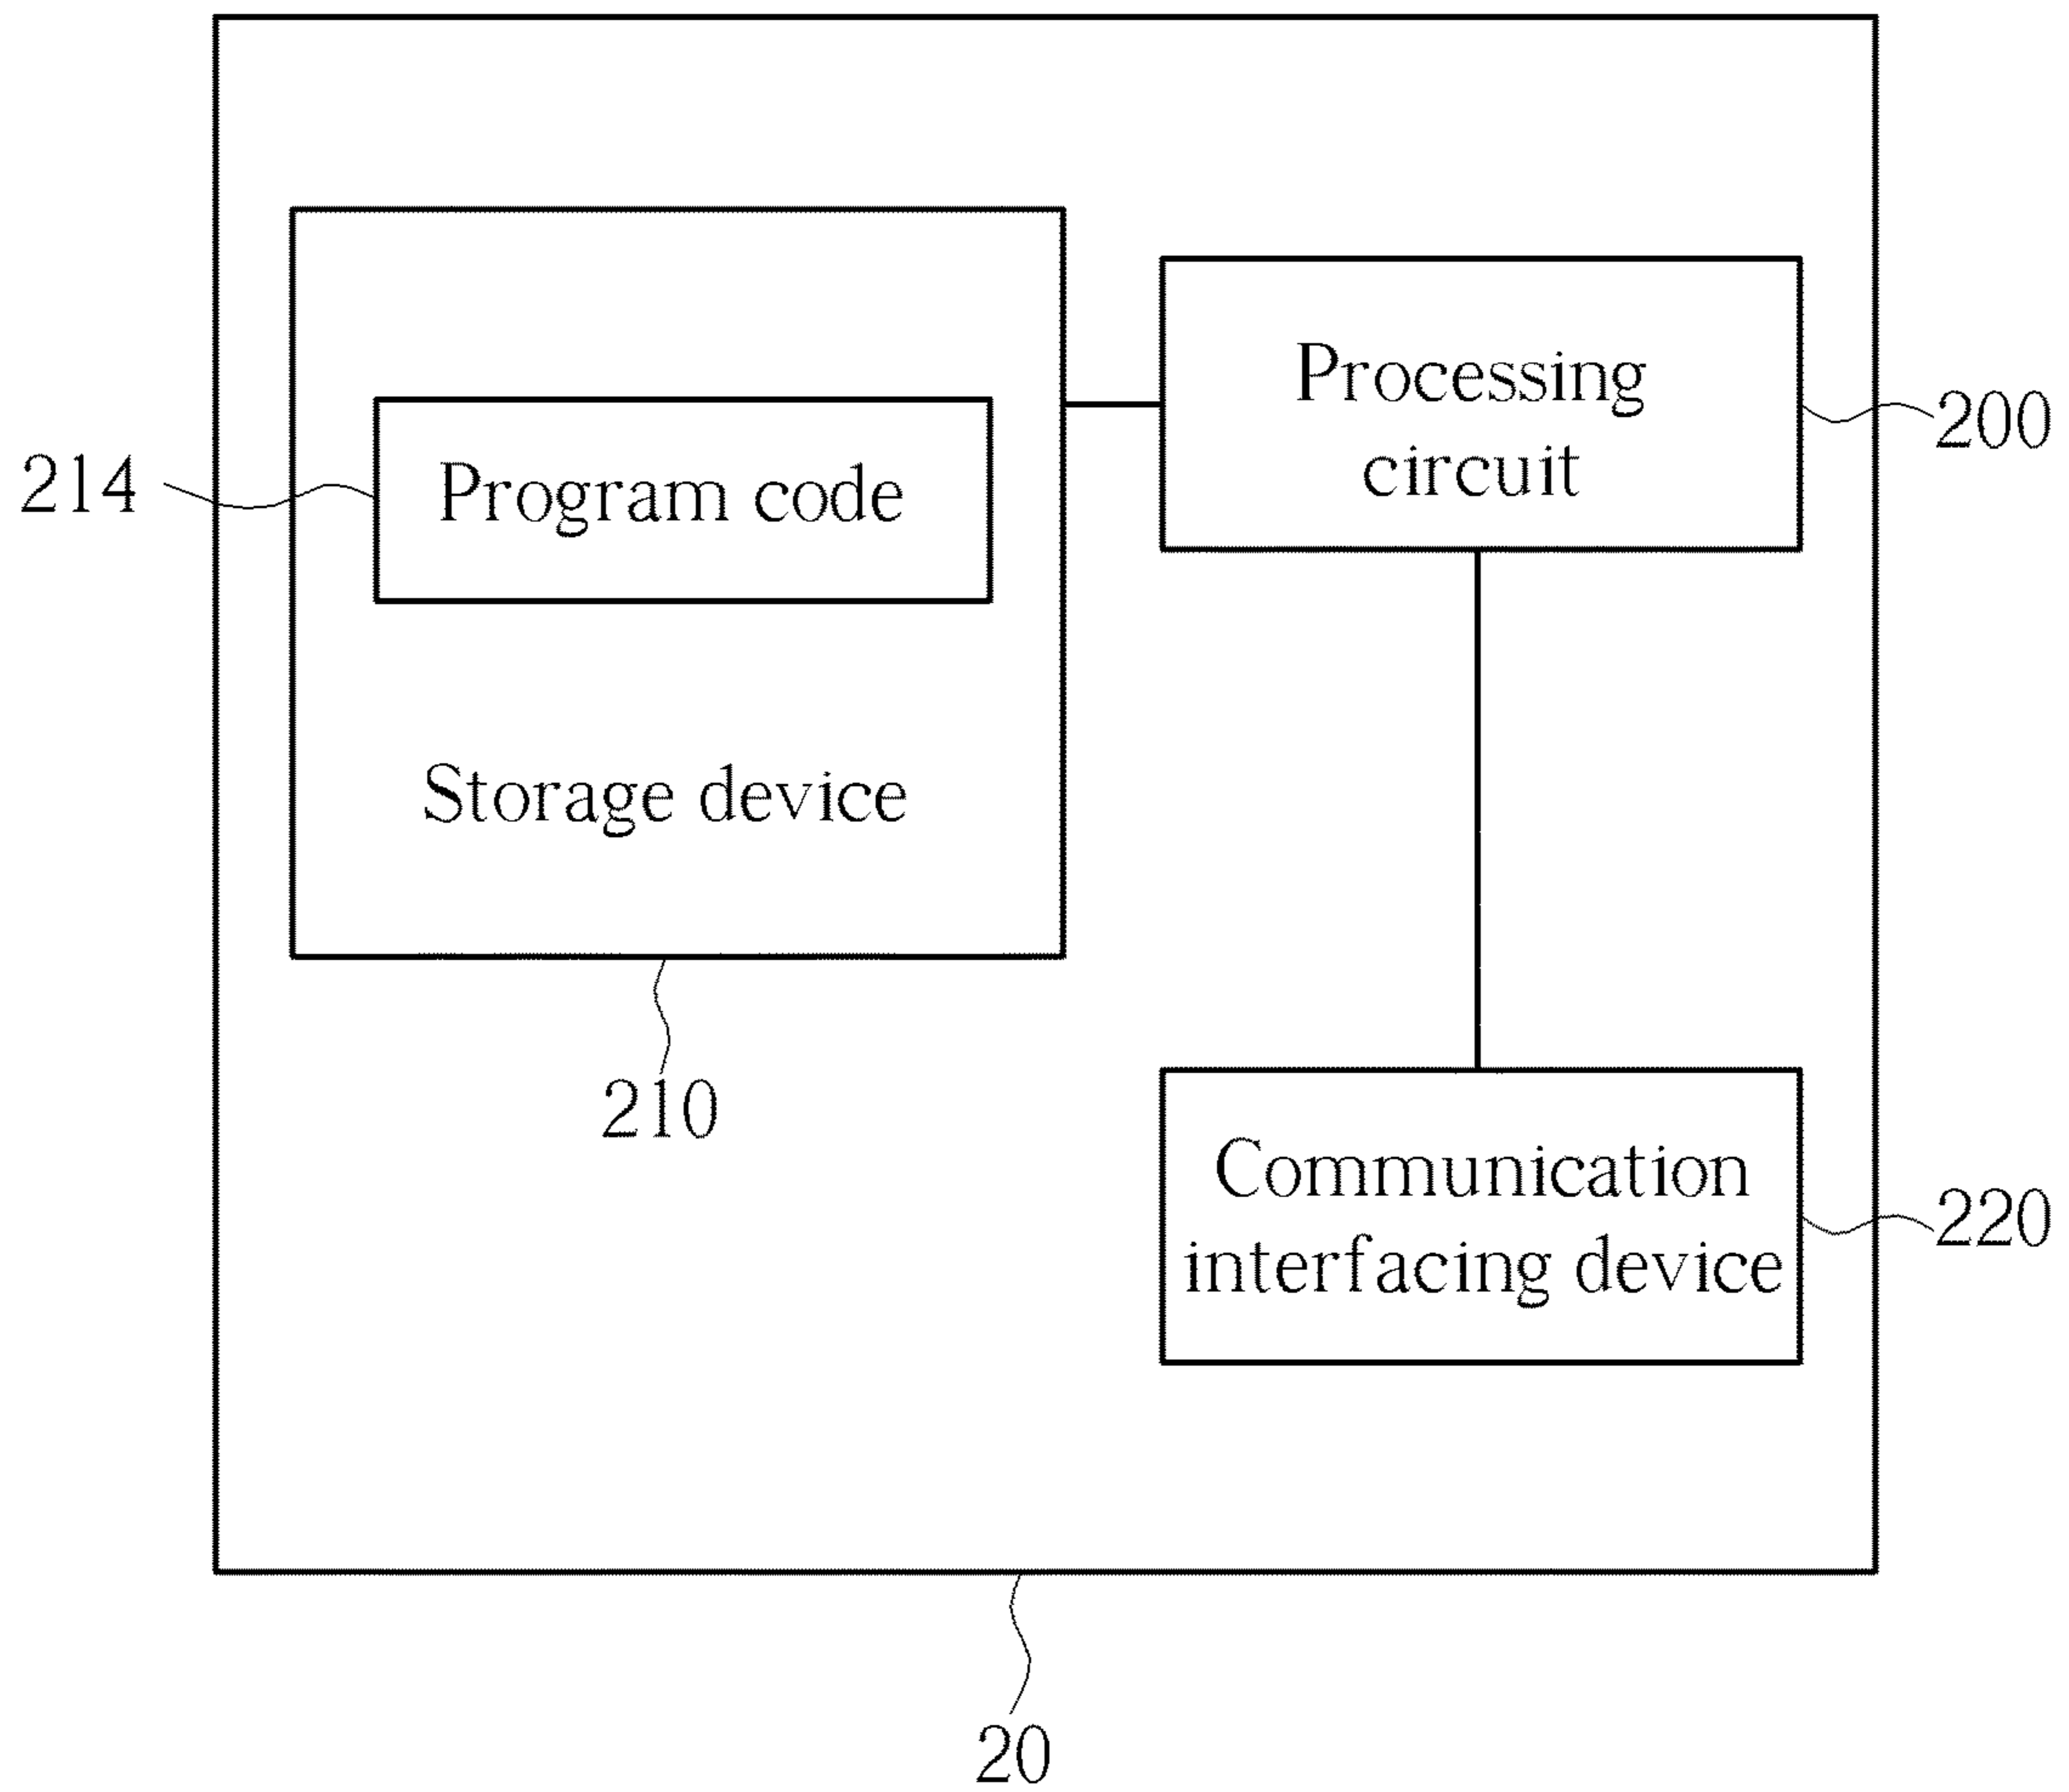 Processing
circuit
200
214
Program code
Storage device
210
Communication
interfacing device
220
20